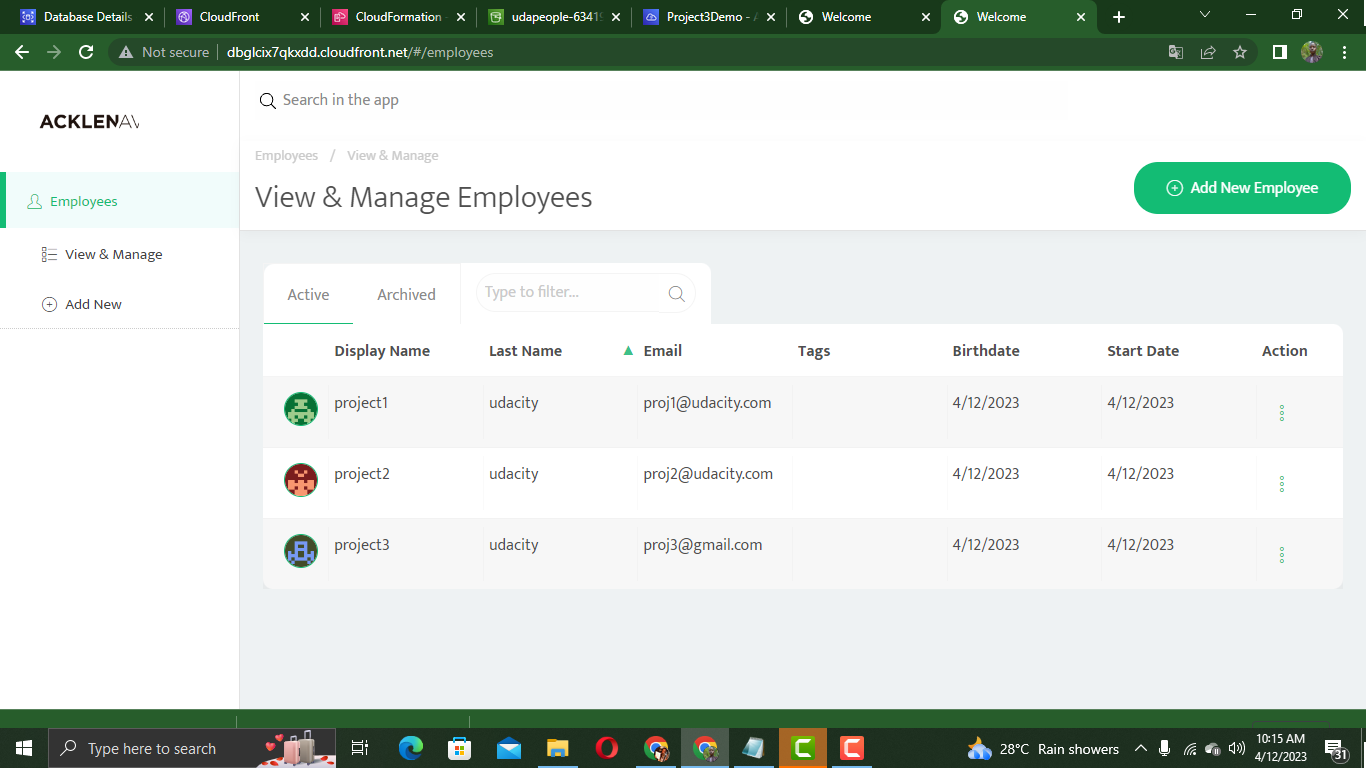 Database Details
CloudFront
CloudFormation
udapeople-63419
Project3Demo -
Welcome
Welcome
Not secure
dbglcix7qkxdd.cloudfront.net/#/employees
Search in the app
ACKLENAV
Employees / View & Manage
View & Manage Employees
Add New Employee
Employees
View & Manage
Add New
Active
Archived
Type to filter...
Display Name Last Name Email Tags Birthdate Start Date Action
project1 udacity proj1@udacity.com 4/12/2023 4/12/2023
project2 udacity proj2@udacity.com 4/12/2023 4/12/2023
project3 udacity proj3@gmail.com 4/12/2023 4/12/2023
Type here to search
28°C Rain showers
10:15 AM
4/12/2023
31